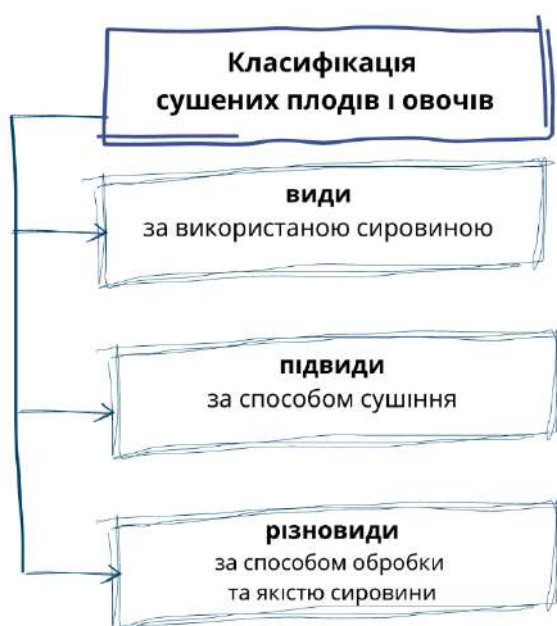 Класифікація
сушених плодів і овочів
види
за використаною сировиною
підвиди
за способом сушіння
різновиди
за способом обробки
та якістю сировини